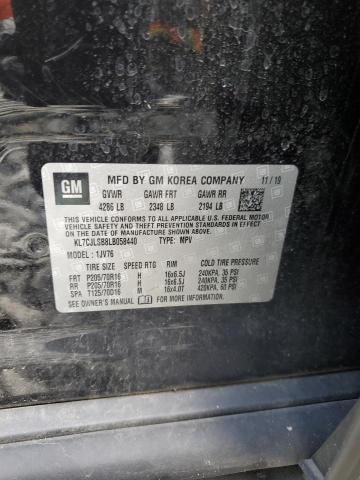 GM
MFD BY GM KOREA COMPANY 11/19
GVWR GAWR FRT GAWR RR
4286 LB 2348 LB 2194 LB
THIS VEHICLE CONFORMS TO ALL APPLICABLE U.S. FEDERAL MOTOR
VEHICLE SAFETY, BUMPER, AND THEFT PREVENTION STANDARDS IN
EFFECT ON THE DATE OF MANUFACTURE SHOWN ABOVE.
KL7CJLSB8LB058440 TYPE: MPV
MODEL: 1JV76
TIRE SIZE SPEED RTG RIM COLD TIRE PRESSURE
FRT P205/70R16 H 16x6.5J 240KPA, 35 PSI
RR P205/70R16 H 16x6.5J 240KPA, 35 PSI
SPA T125/70D16 M 16x4.0T 420KPA, 60 PSI
SEE OWNER'S MANUAL FOR ADDITIONAL INFORMATION.